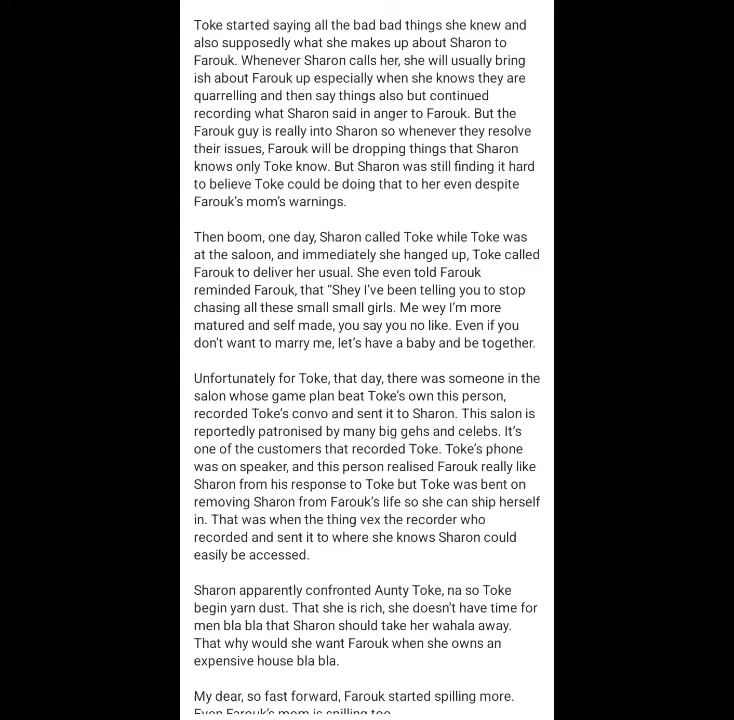 Toke started saying all the bad bad things she knew and
also supposedly what she makes up about Sharon to
Farouk. Whenever Sharon calls her, she will usually bring
ish about Farouk up especially when she knows they are
quarrelling and then say things also but continued
recording what Sharon said in anger to Farouk. But the
Farouk guy is really into Sharon so whenever they resolve
their issues, Farouk will be dropping things that Sharon
knows only Toke know. But Sharon was still finding it hard
to believe Toke could be doing that to her even despite
Farouk's mom's warnings.
Then boom, one day, Sharon called Toke while Toke was
at the saloon, and immediately she hanged up, Toke called
Farouk to deliver her usual. She even told Farouk
reminded Farouk, that “Shey I've been telling you to stop
chasing all these small small girls. Me wey I'm more
matured and self made, you say you no like. Even if you
don't want to marry me, let's have a baby and be together.
Unfortunately for Toke, that day, there was someone in the
salon whose game plan beat Toke's own this person,
recorded Toke's convo and sent it to Sharon. This salon is
reportedly patronised by many big gehs and celebs. It's
one of the customers that recorded Toke. Toke's phone
was on speaker, and this person realised Farouk really like
Sharon from his response to Toke but Toke was bent on
removing Sharon from Farouk's life so she can ship herself
in. That was when the thing vex the recorder who
recorded and sent it to where she knows Sharon could
easily be accessed.
Sharon apparently confronted Aunty Toke, na so Toke
begin yarn dust. That she is rich, she doesn't have time for
men bla bla that Sharon should take her wahala away.
That why would she want Farouk when she owns an
expensive house bla bla.
My dear, so fast forward, Farouk started spilling more.
Even Farouk's mom is spilling too